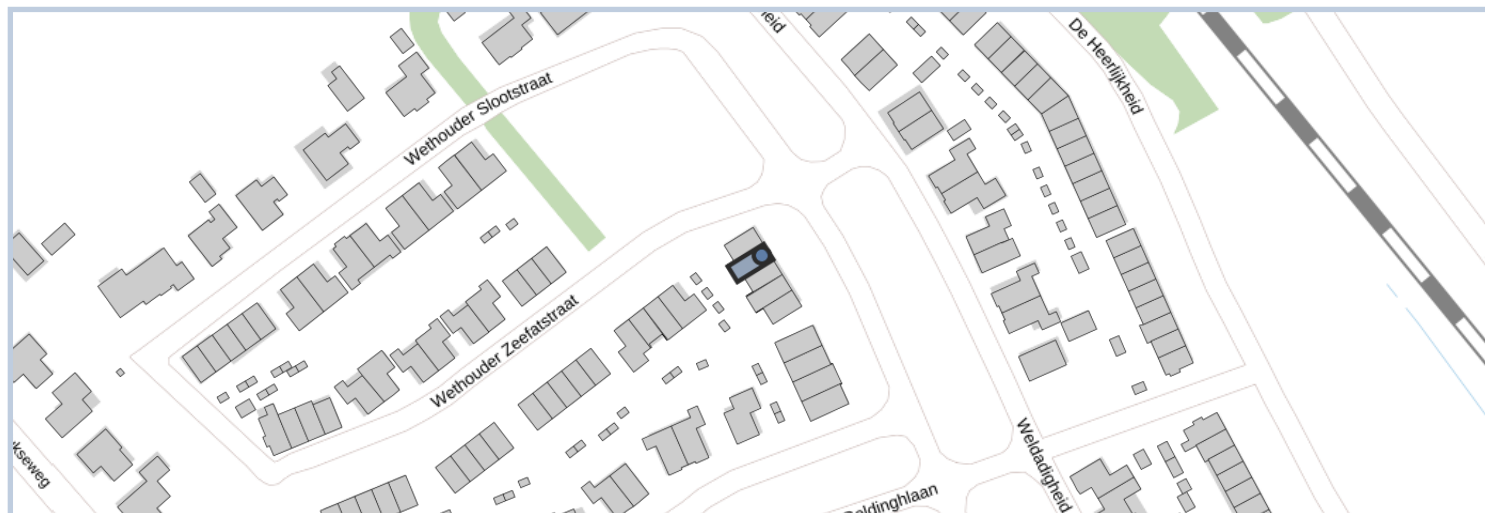 De Heerlijkheid
Wethouder Slootstraat
Wethouder Zeefatstraat
Weldadigheid